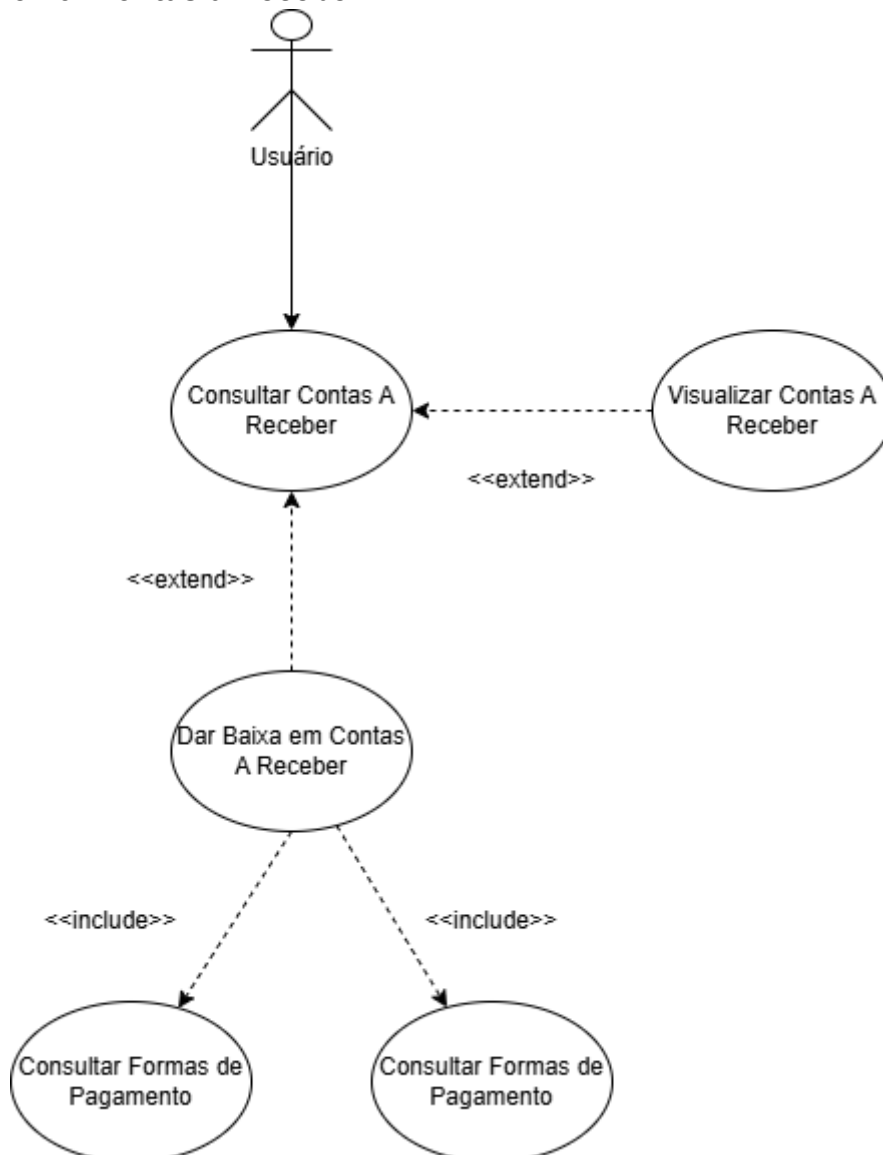 Usuário
Consultar Contas A
Receber
Visualizar Contas A
Receber
<<extend>>
<<extend>>
Dar Baixa em Contas
A Receber
<<include>>
<<include>>
Consultar Formas de
Pagamento
Consultar Formas de
Pagamento